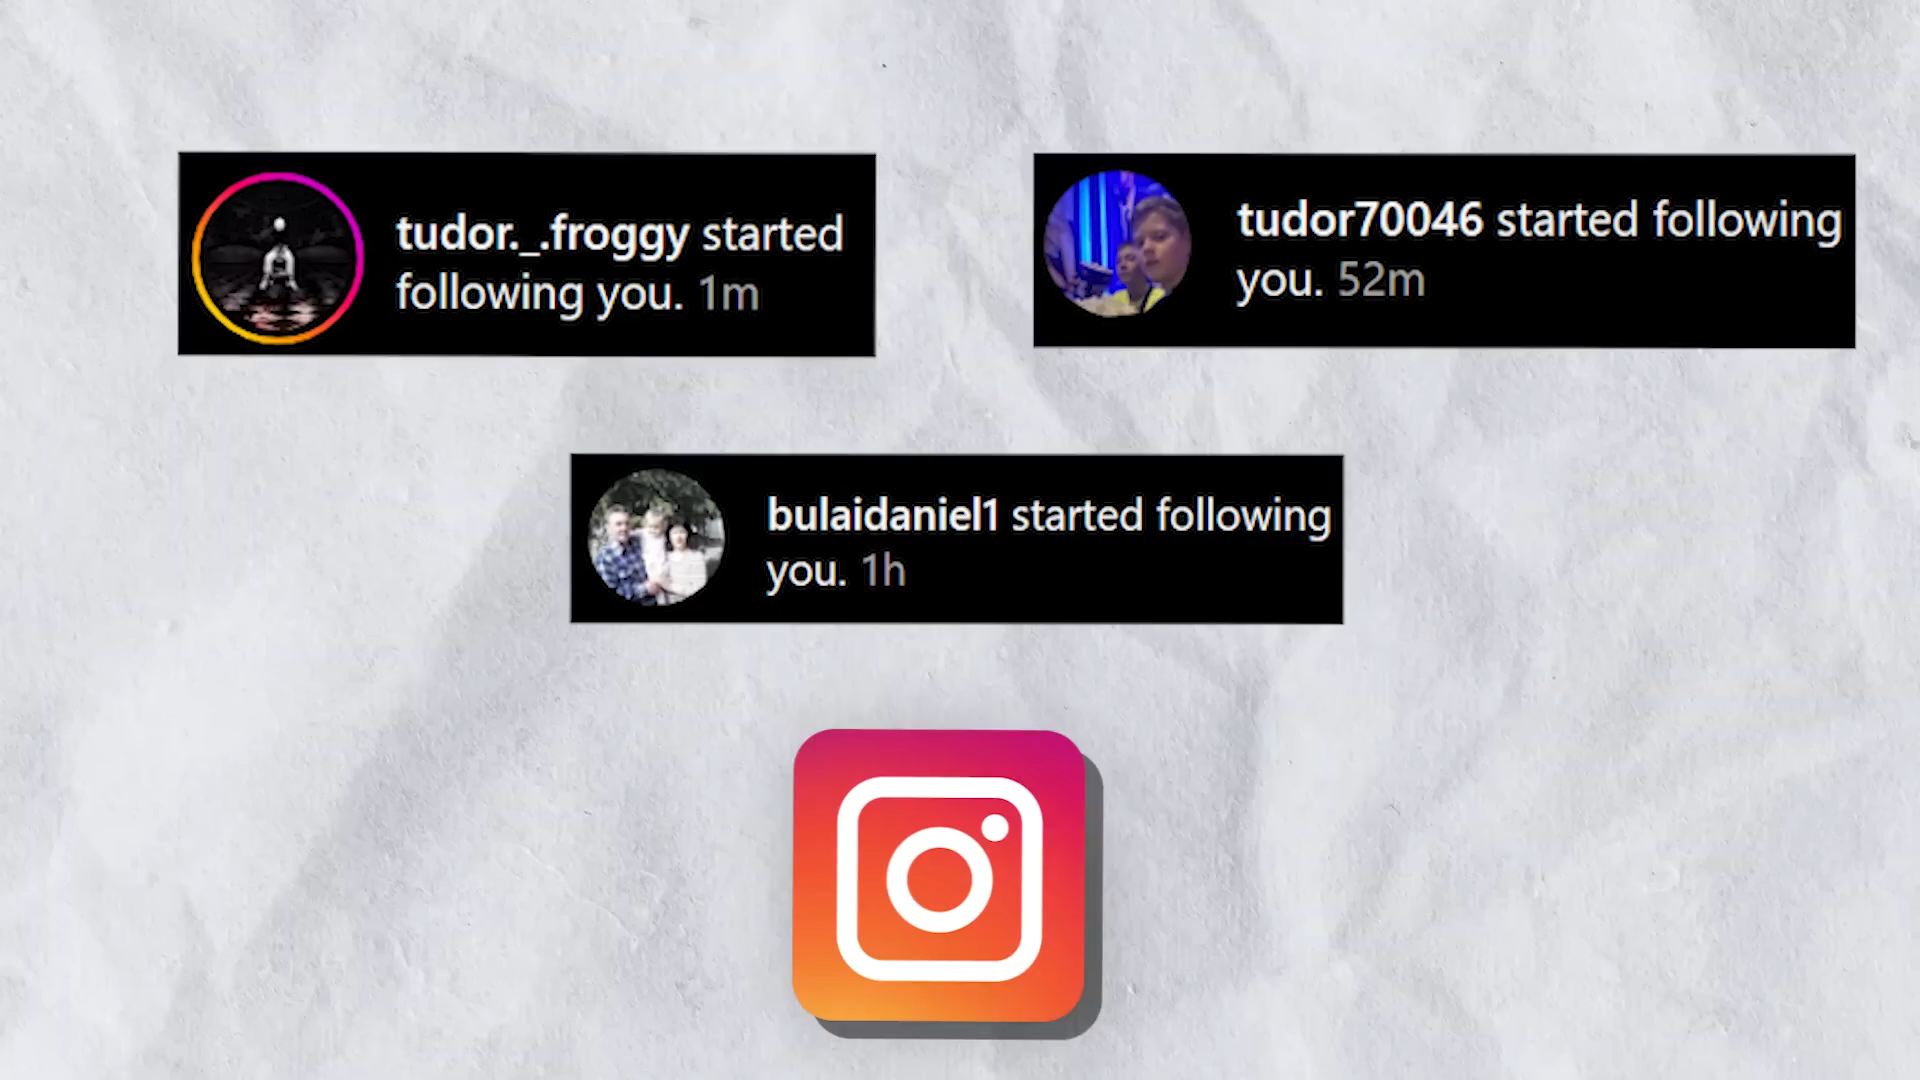 tudor._.froggy started
following you. 1m
tudor70046 started following
you. 52m
bulaidaniel1 started following
you. 1h